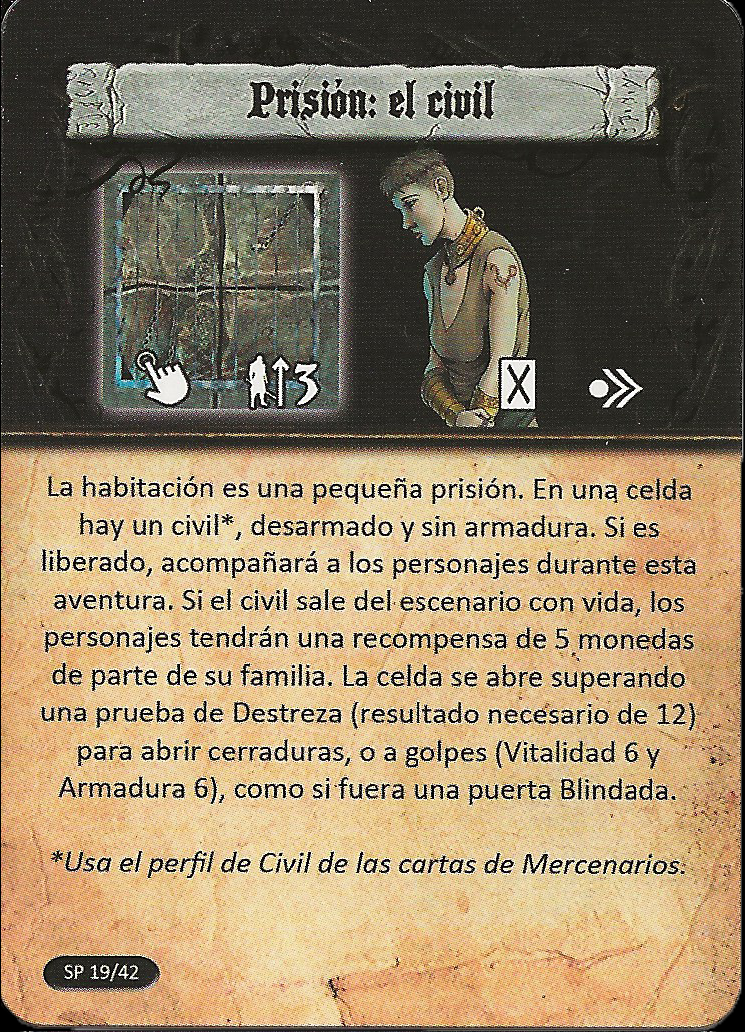 Prisión: el civil
3
X
La habitación es una pequeña prisión. En una celda
hay un civil*, desarmado y sin armadura. Si es
liberado, acompañará a los personajes durante esta
aventura. Si el civil sale del escenario con vida, los
personajes tendrán una recompensa de 5 monedas
de parte de su familia. La celda se abre superando
una prueba de Destreza (resultado necesario de 12)
para abrir cerraduras, o a golpes (Vitalidad 6 y
Armadura 6), como si fuera una puerta Blindada.
*Usa el perfil de Civil de las cartas de Mercenarios.
SP 19/42